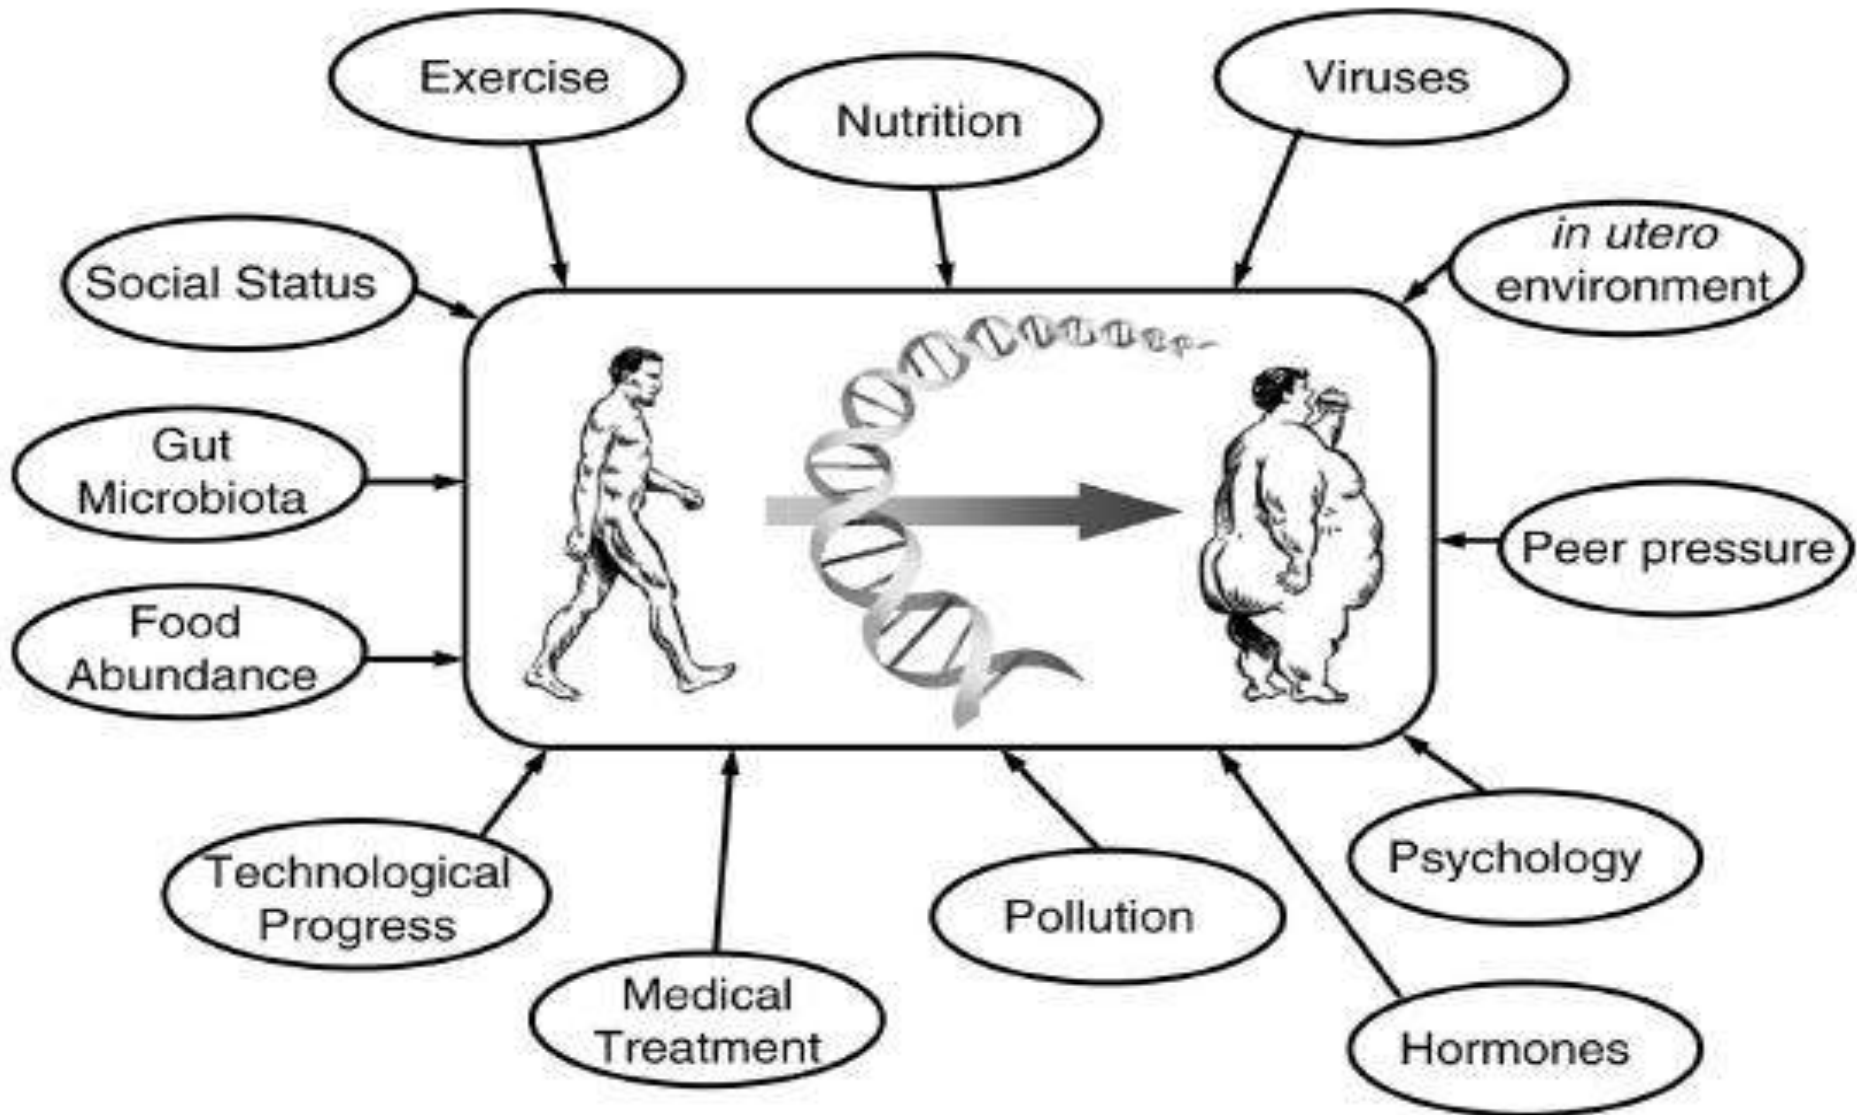 Exercise
Nutrition
Viruses
in utero
environment
Social Status
Gut
Microbiota
Peer pressure
Food
Abundance
Technological
Progress
Medical
Treatment
Pollution
Psychology
Hormones